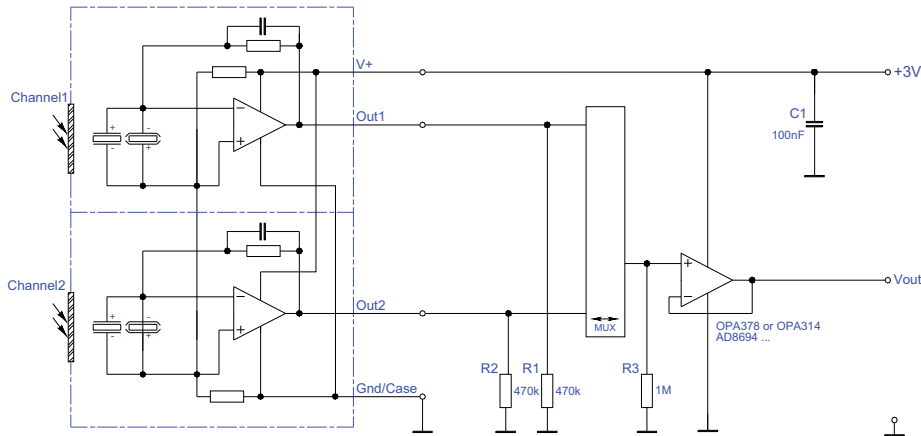 V+
+3V
Channel1
+
-
-
+
−
+
Out1
C1
100nF
Channel2
+
-
-
+
−
+
Out2
+
−
Vout
MUX
OPA378 or OPA314
AD8694 ...
R2
470k
R1
470k
R3
1M
Gnd/Case